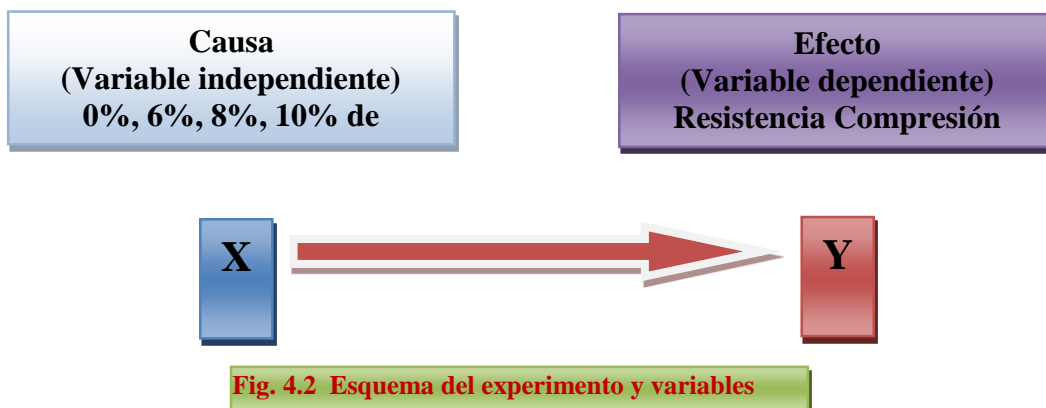 Causa
(Variable independiente)
0%, 6%, 8%, 10% de
Efecto
(Variable dependiente)
Resistencia Compresión
X
Y
Fig. 4.2 Esquema del experimento y variables